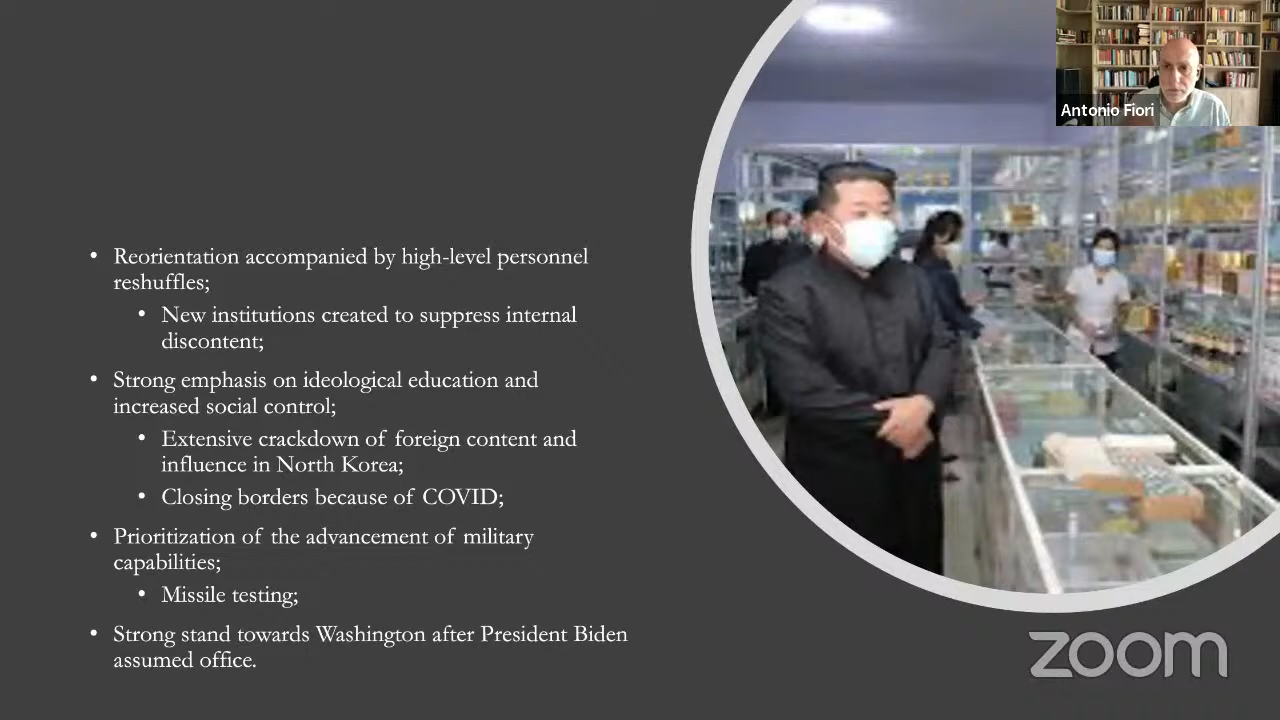 Antonio Fiori
• Reorientation accompanied by high-level personnel
reshuffles;
• New institutions created to suppress internal
discontent;
• Strong emphasis on ideological education and
increased social control;
• Extensive crackdown of foreign content and
influence in North Korea;
• Closing borders because of COVID;
• Prioritization of the advancement of military
capabilities;
• Missile testing;
• Strong stand towards Washington after President Biden
assumed office.
zoom